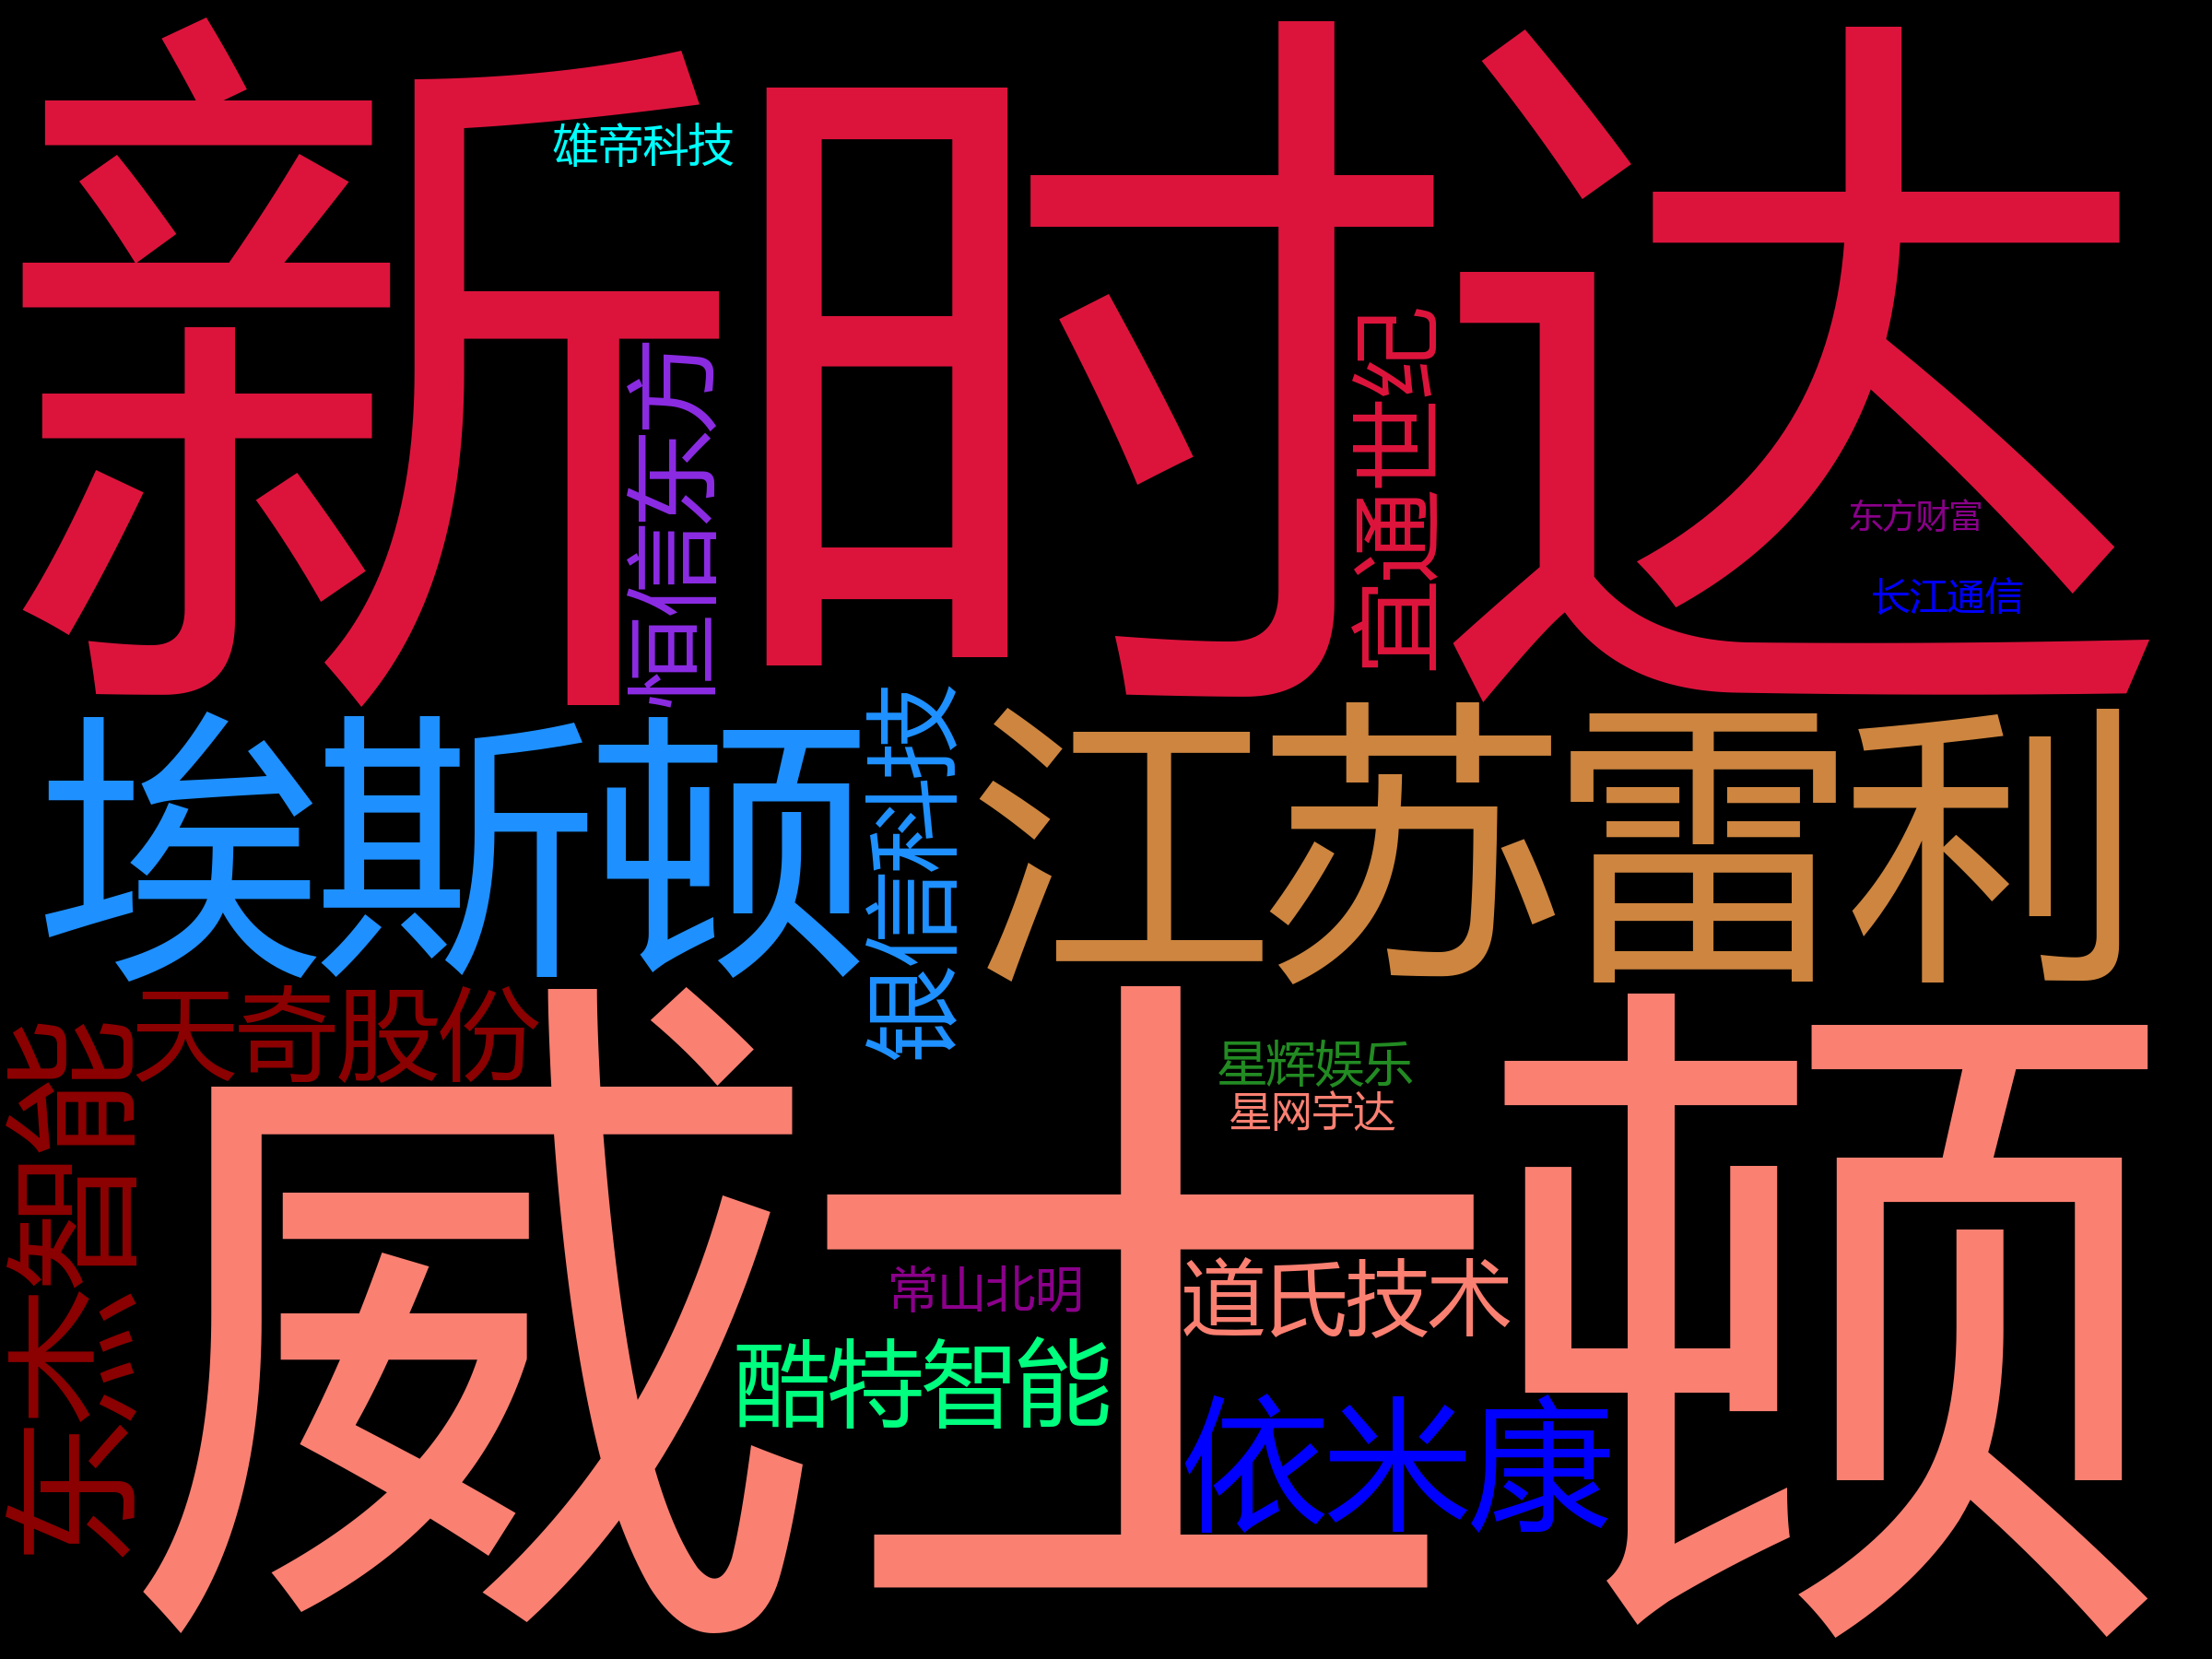 新时达
雄帝科技
恒信东方
宜通世纪
东方财富
长江通信
埃斯顿
银信科技
江苏雷利
天奇股份
东杰智能
威士顿
星辉娱乐
星网宇达
常山北明
道氏技术
酷特智能
依米康